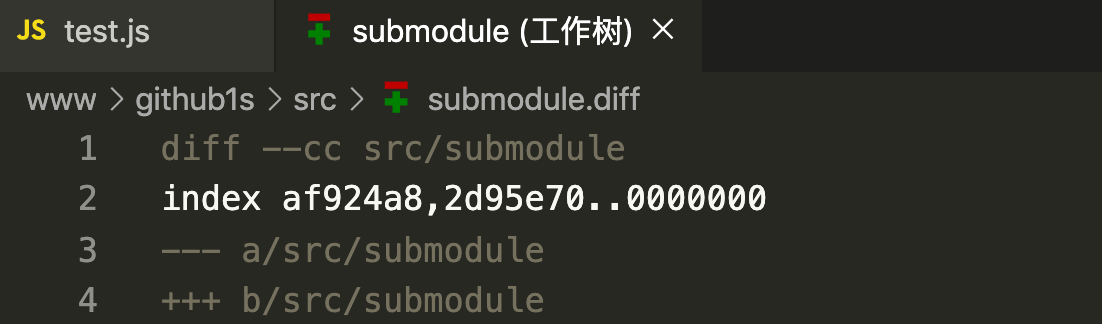 JS test.js submodule (工作树) ×
www > github1s > src > submodule.diff
1 diff --cc src/submodule
2 index af924a8,2d95e70..0000000
3 --- a/src/submodule
4 +++ b/src/submodule